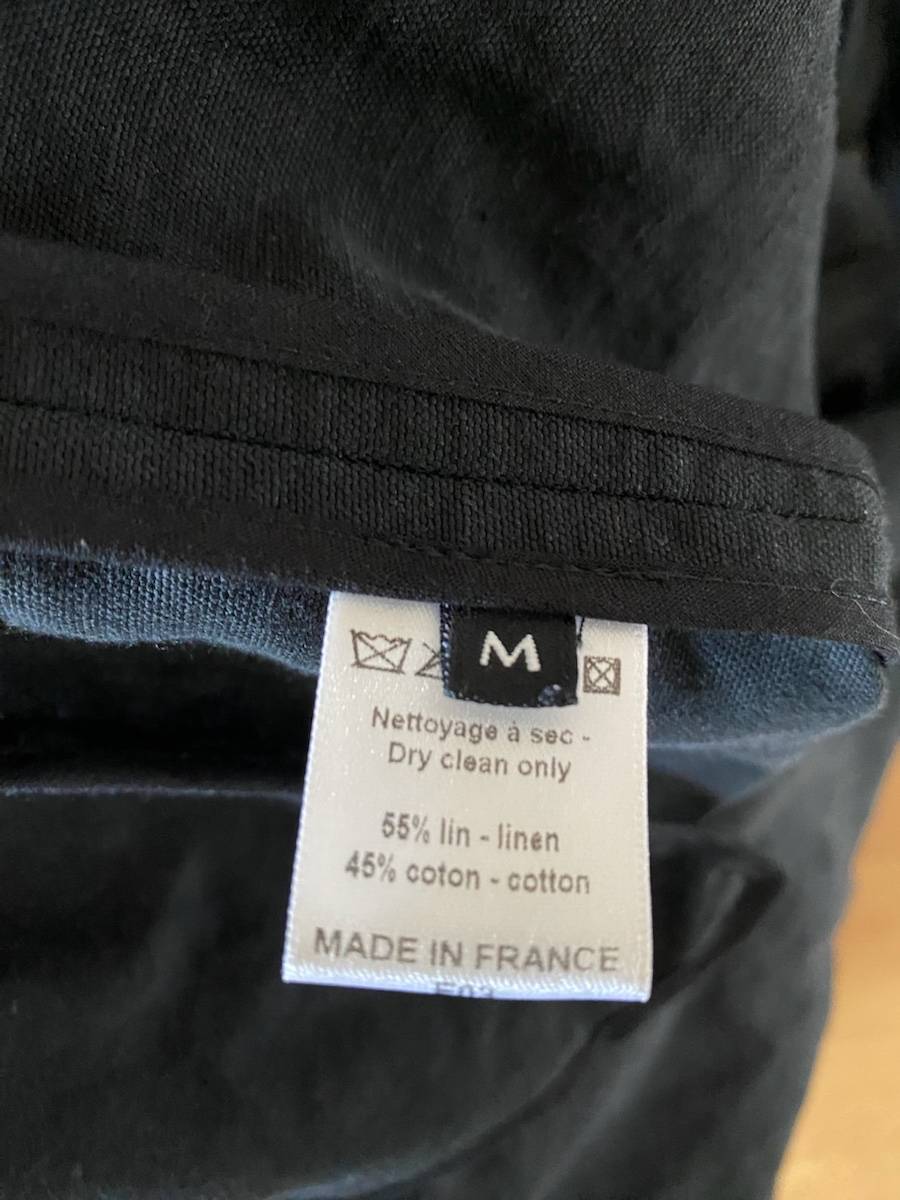 M
Nettoyage à sec -
Dry clean only
55% lin - linen
45% coton - cotton
MADE IN FRANCE